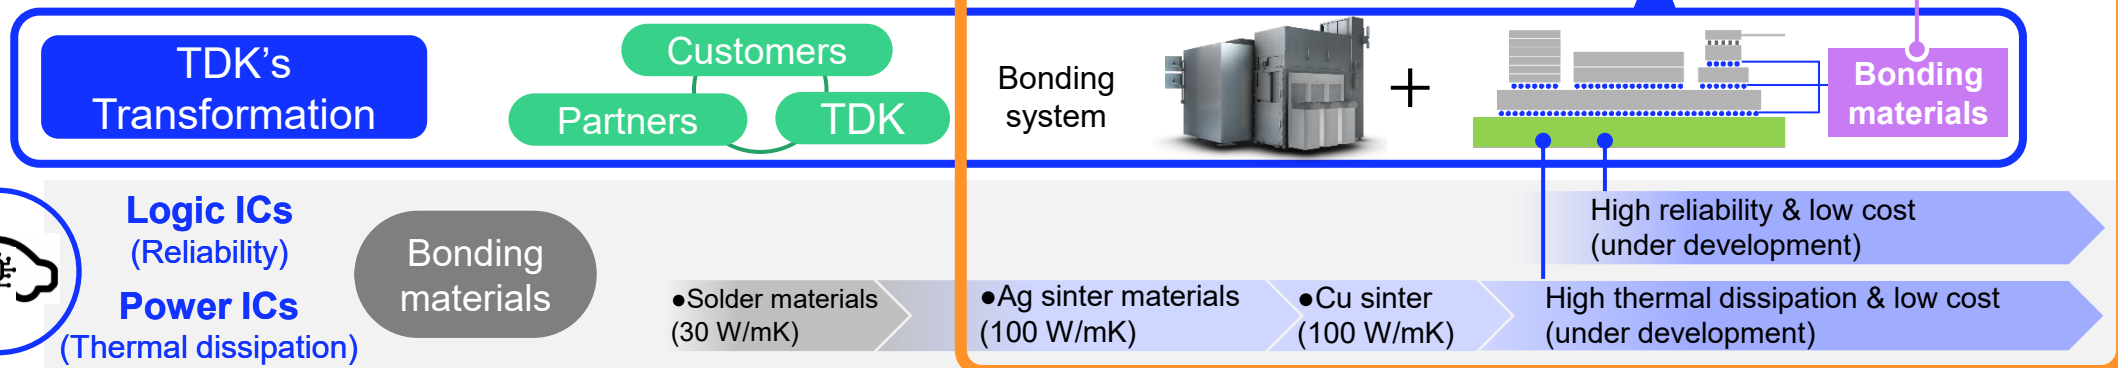 TDK's
Transformation
Customers
Partners
TDK
Bonding
system
+
Bonding
materials
Logic ICs
(Reliability)
Power ICs
(Thermal dissipation)
Bonding
materials
●Solder materials
(30 W/mK)
●Ag sinter materials
(100 W/mK)
●Cu sinter
(100 W/mK)
High reliability & low cost
(under development)
High thermal dissipation & low cost
(under development)